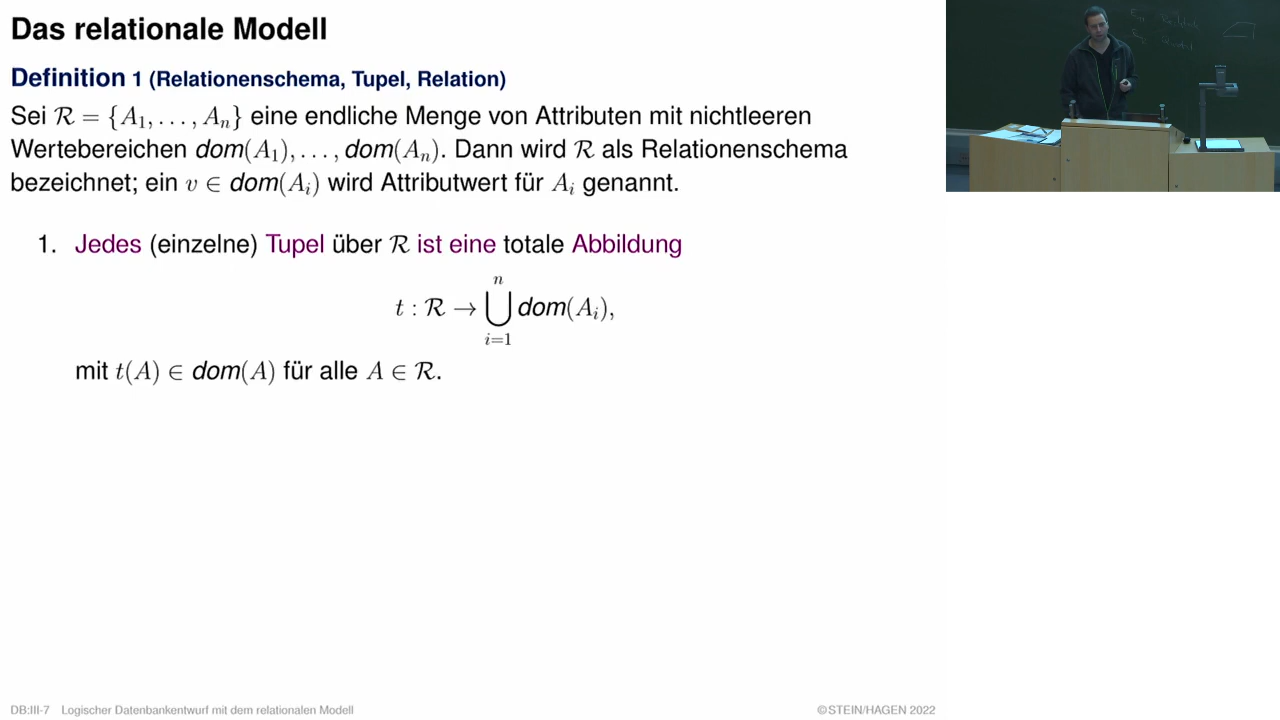 Das relationale Modell
Definition 1 (Relationenschema, Tupel, Relation)
Sei ℛ = {A₁, . . . , Aₙ} eine endliche Menge von Attributen mit nichtleeren
Wertebereichen dom(A₁), . . . , dom(Aₙ). Dann wird ℛ als Relationenschema
bezeichnet; ein v ∈ dom(Aᵢ) wird Attributwert für Aᵢ genannt.
1. Jedes (einzelne) Tupel über ℛ ist eine totale Abbildung
t : ℛ → ⋃ⁿᵢ₌₁ dom(Aᵢ),
mit t(A) ∈ dom(A) für alle A ∈ ℛ.
DB:III-7 Logischer Datenbankentwurf mit dem relationalen Modell
©STEIN/HAGEN 2022